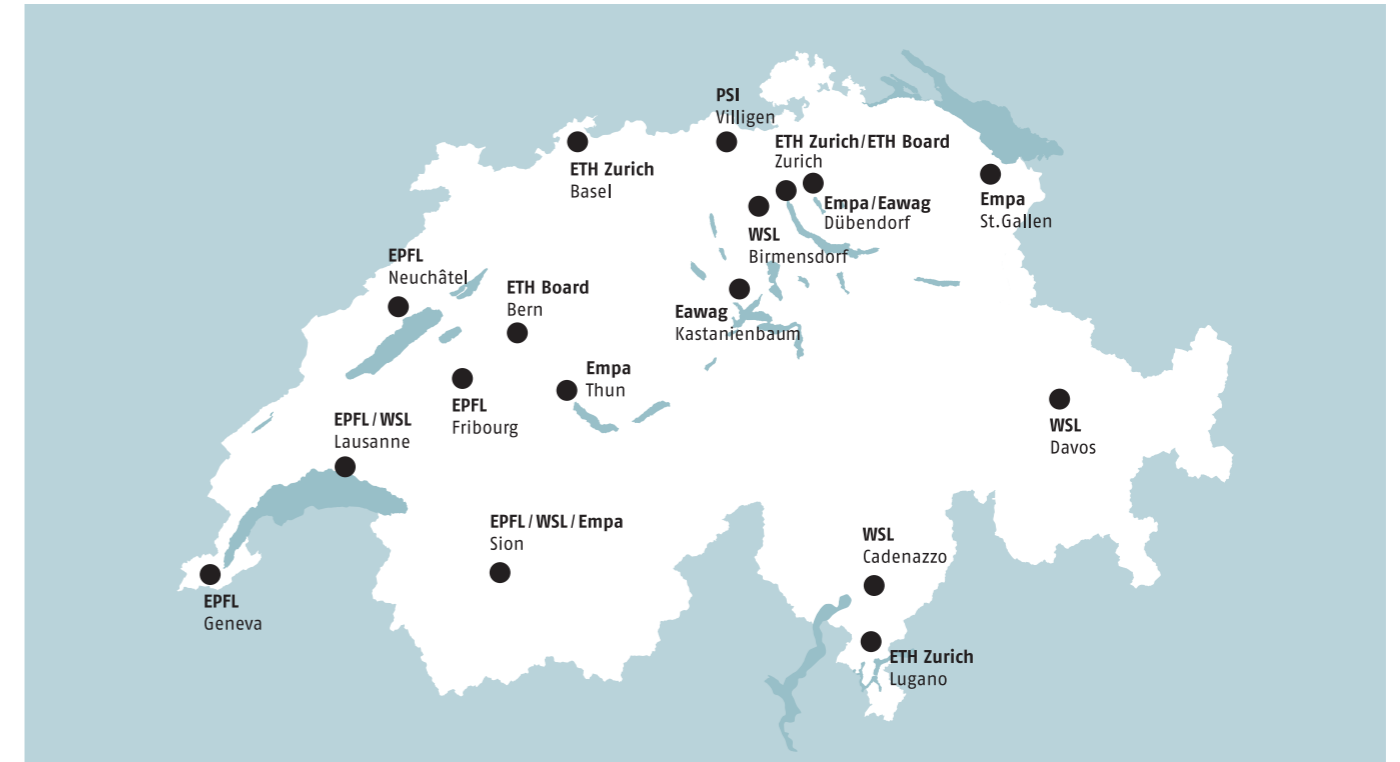 PSI
Villigen
ETH Zurich/ETH Board
Zurich
ETH Zurich
Basel
Empa/Eawag
Dübendorf
Empa
St.Gallen
WSL
Birmensdorf
EPFL
Neuchâtel
ETH Board
Bern
Eawag
Kastanienbaum
Empa
Thun
EPFL
Fribourg
EPFL/WSL
Lausanne
WSL
Davos
EPFL/WSL/Empa
Sion
WSL
Cadenazzo
EPFL
Geneva
ETH Zurich
Lugano